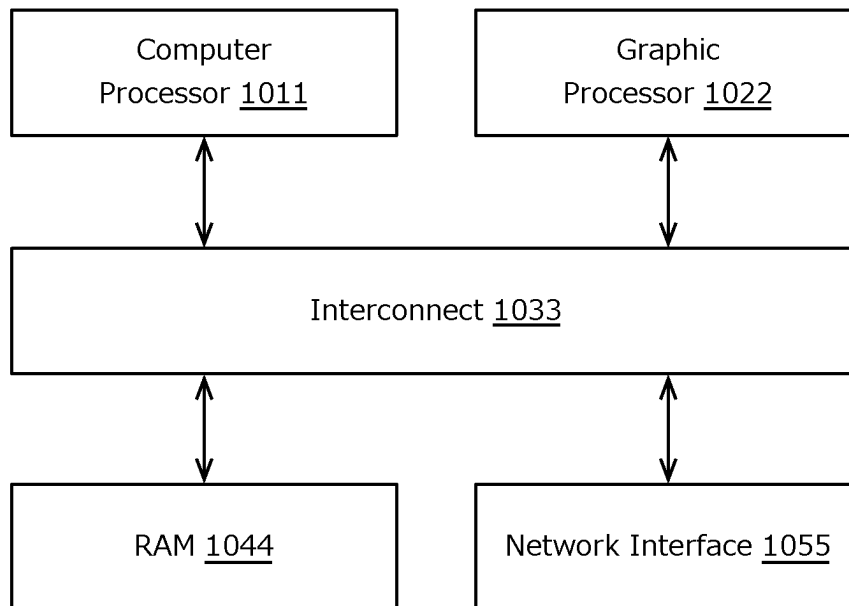 Computer
Processor 1011
Graphic
Processor 1022
Interconnect 1033
RAM 1044
Network Interface 1055